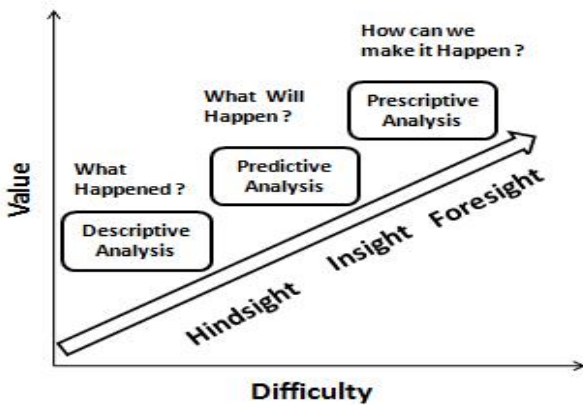 How can we
make it Happen ?
Prescriptive
Analysis
What Will
Happen ?
Predictive
Analysis
What
Happened ?
Descriptive
Analysis
Hindsight Insight Foresight
Value
Difficulty